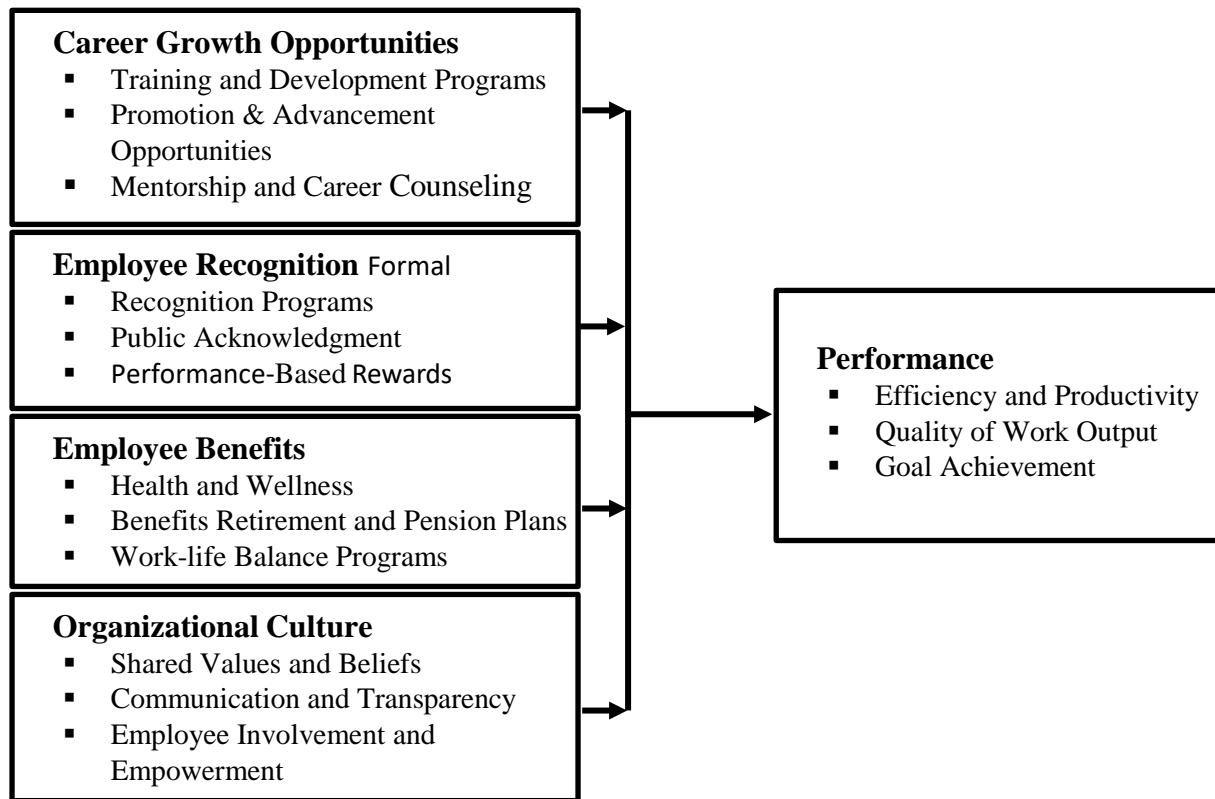 Career Growth Opportunities
▪ Training and Development Programs
▪ Promotion & Advancement
Opportunities
▪ Mentorship and Career Counseling
Employee Recognition Formal
▪ Recognition Programs
▪ Public Acknowledgment
▪ Performance-Based Rewards
Employee Benefits
▪ Health and Wellness
▪ Benefits Retirement and Pension Plans
▪ Work-life Balance Programs
Organizational Culture
▪ Shared Values and Beliefs
▪ Communication and Transparency
▪ Employee Involvement and
Empowerment
Performance
▪ Efficiency and Productivity
▪ Quality of Work Output
▪ Goal Achievement